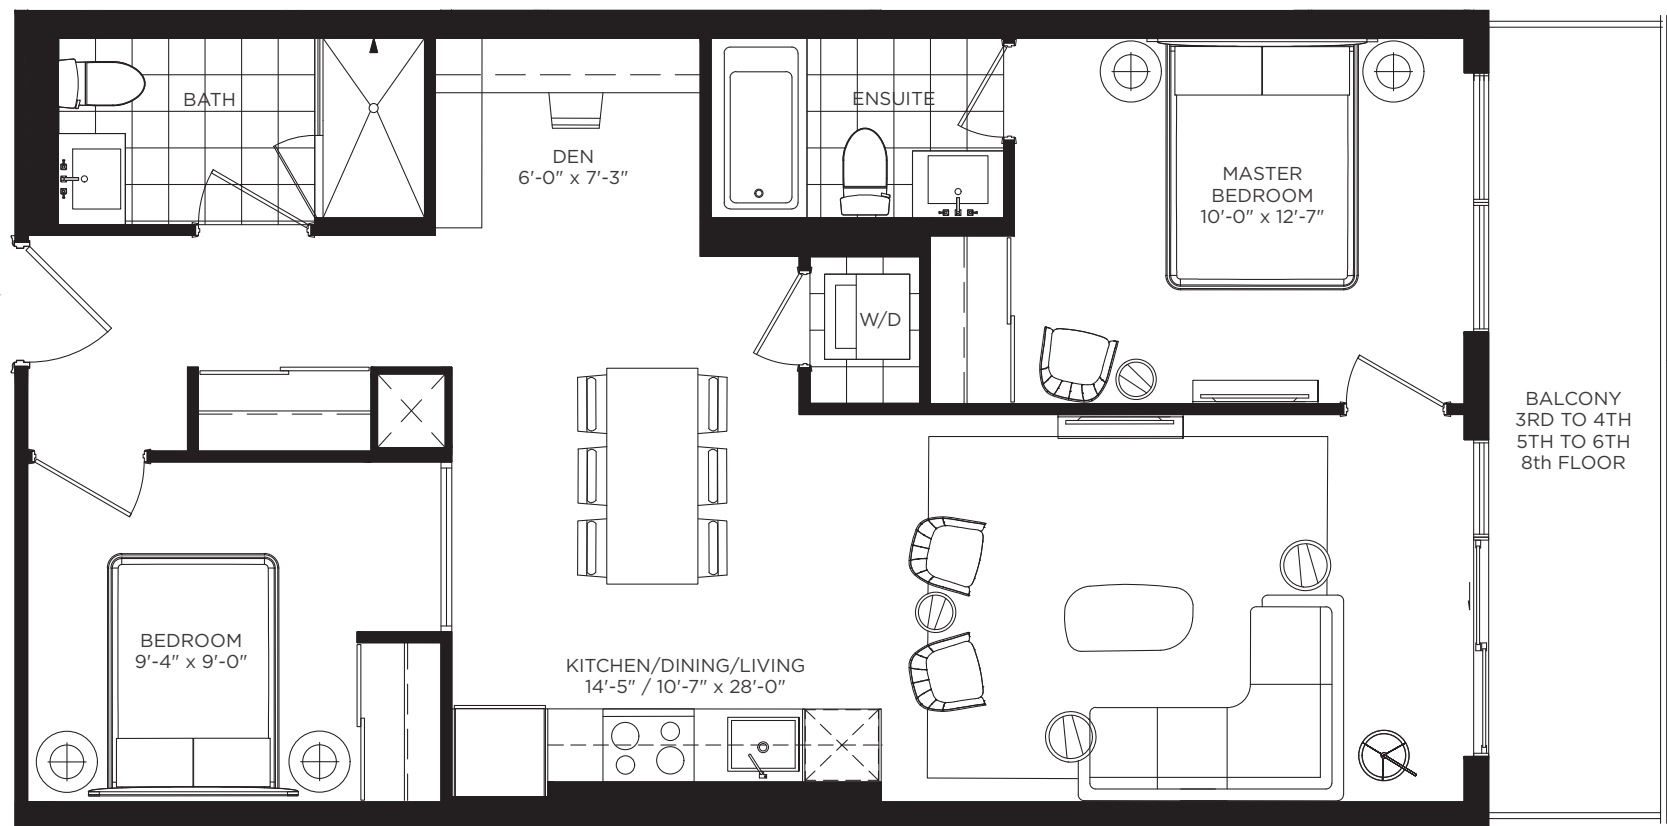 BATH
DEN
6'-0" x 7'-3"
ENSUITE
MASTER
BEDROOM
10'-0" x 12'-7"
W/D
BALCONY
3RD TO 4TH
5TH TO 6TH
8th FLOOR
BEDROOM
9'-4" x 9'-0"
KITCHEN/DINING/LIVING
14'-5" / 10'-7" x 28'-0"